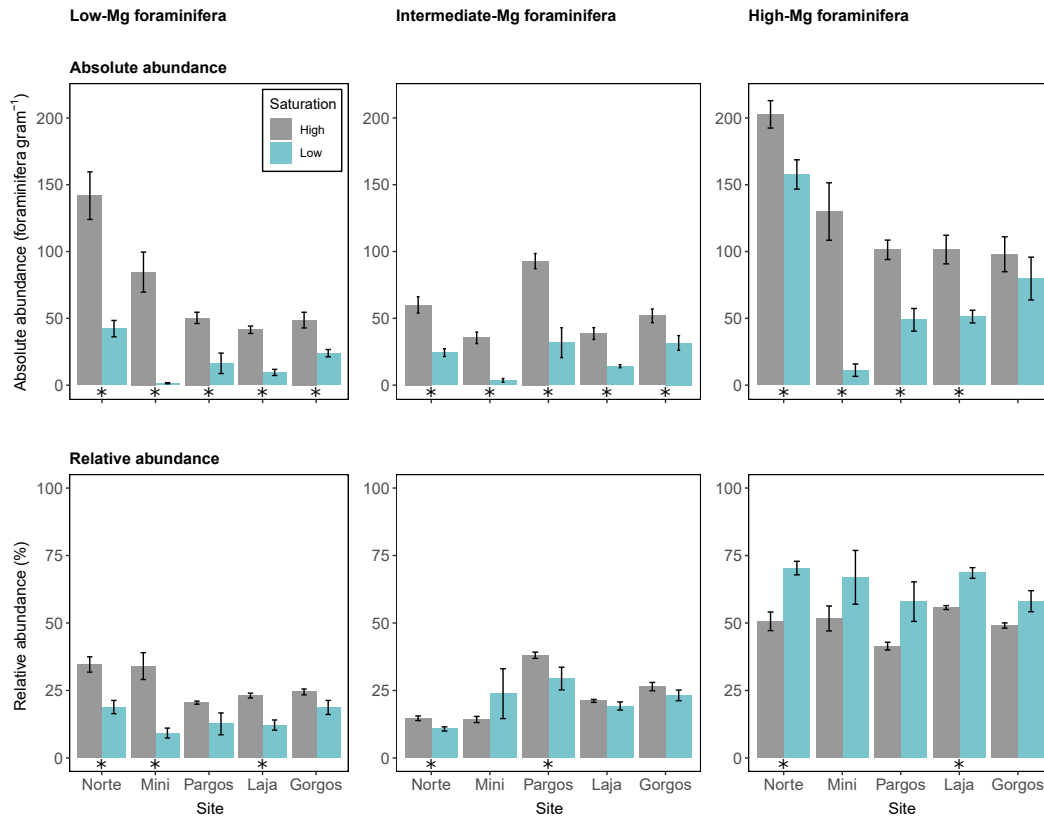 Low-Mg foraminifera Intermediate-Mg foraminifera High-Mg foraminifera
Absolute abundance
Absolute abundance (foraminifera gram⁻¹)
200
150
100
50
0
Saturation
High
Low
* * * * *
200
150
100
50
0
* * * * *
200
150
100
50
0
* * * *
Relative abundance
Relative abundance (%)
100
75
50
25
0
* * *
Norte Mini Pargos Laja Gorgos
Site
100
75
50
25
0
* *
Norte Mini Pargos Laja Gorgos
Site
100
75
50
25
0
* *
Norte Mini Pargos Laja Gorgos
Site